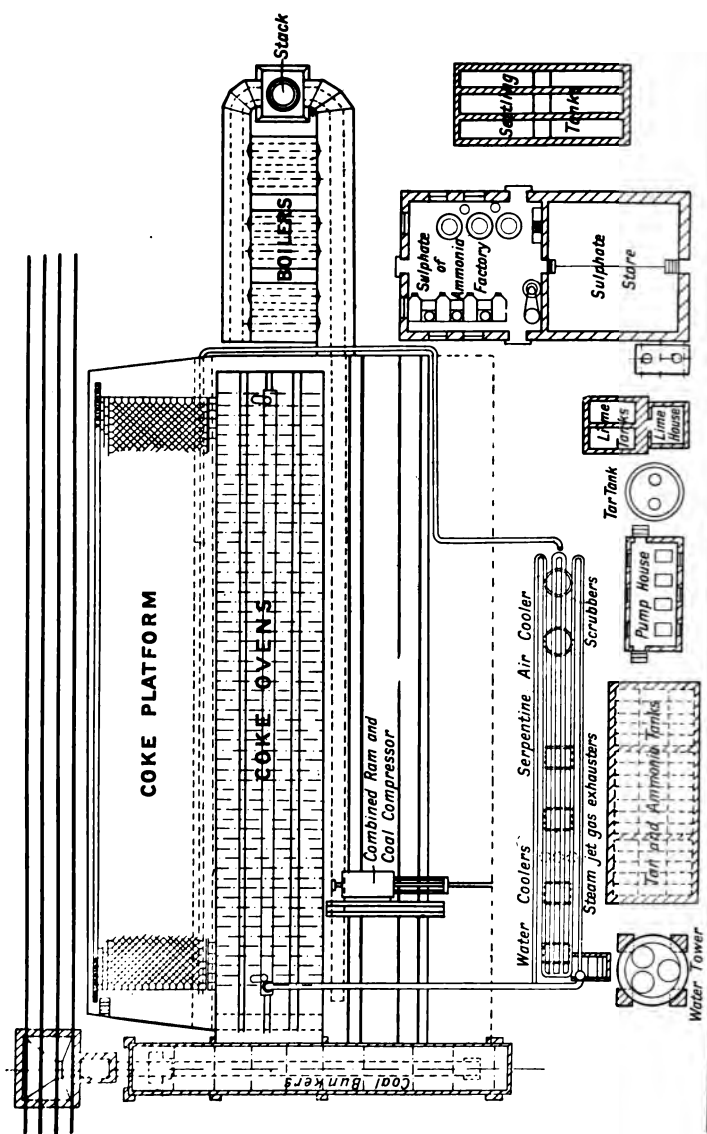 Stack
BOILERS
Settling
Tanks
Sulphate
of
Ammonia
Factory
Sulphate
Store
COKE PLATFORM
COKE OVENS
Lime
Tanks
Lime
House
Tar Tank
Pump House
Combined Ram and
Coal Compressor
Water Coolers
Serpentine Air Cooler
Steam jet gas exhausters
Scrubbers
Tan and Ammonia Tanks
Water Tower
Coal Bunkers